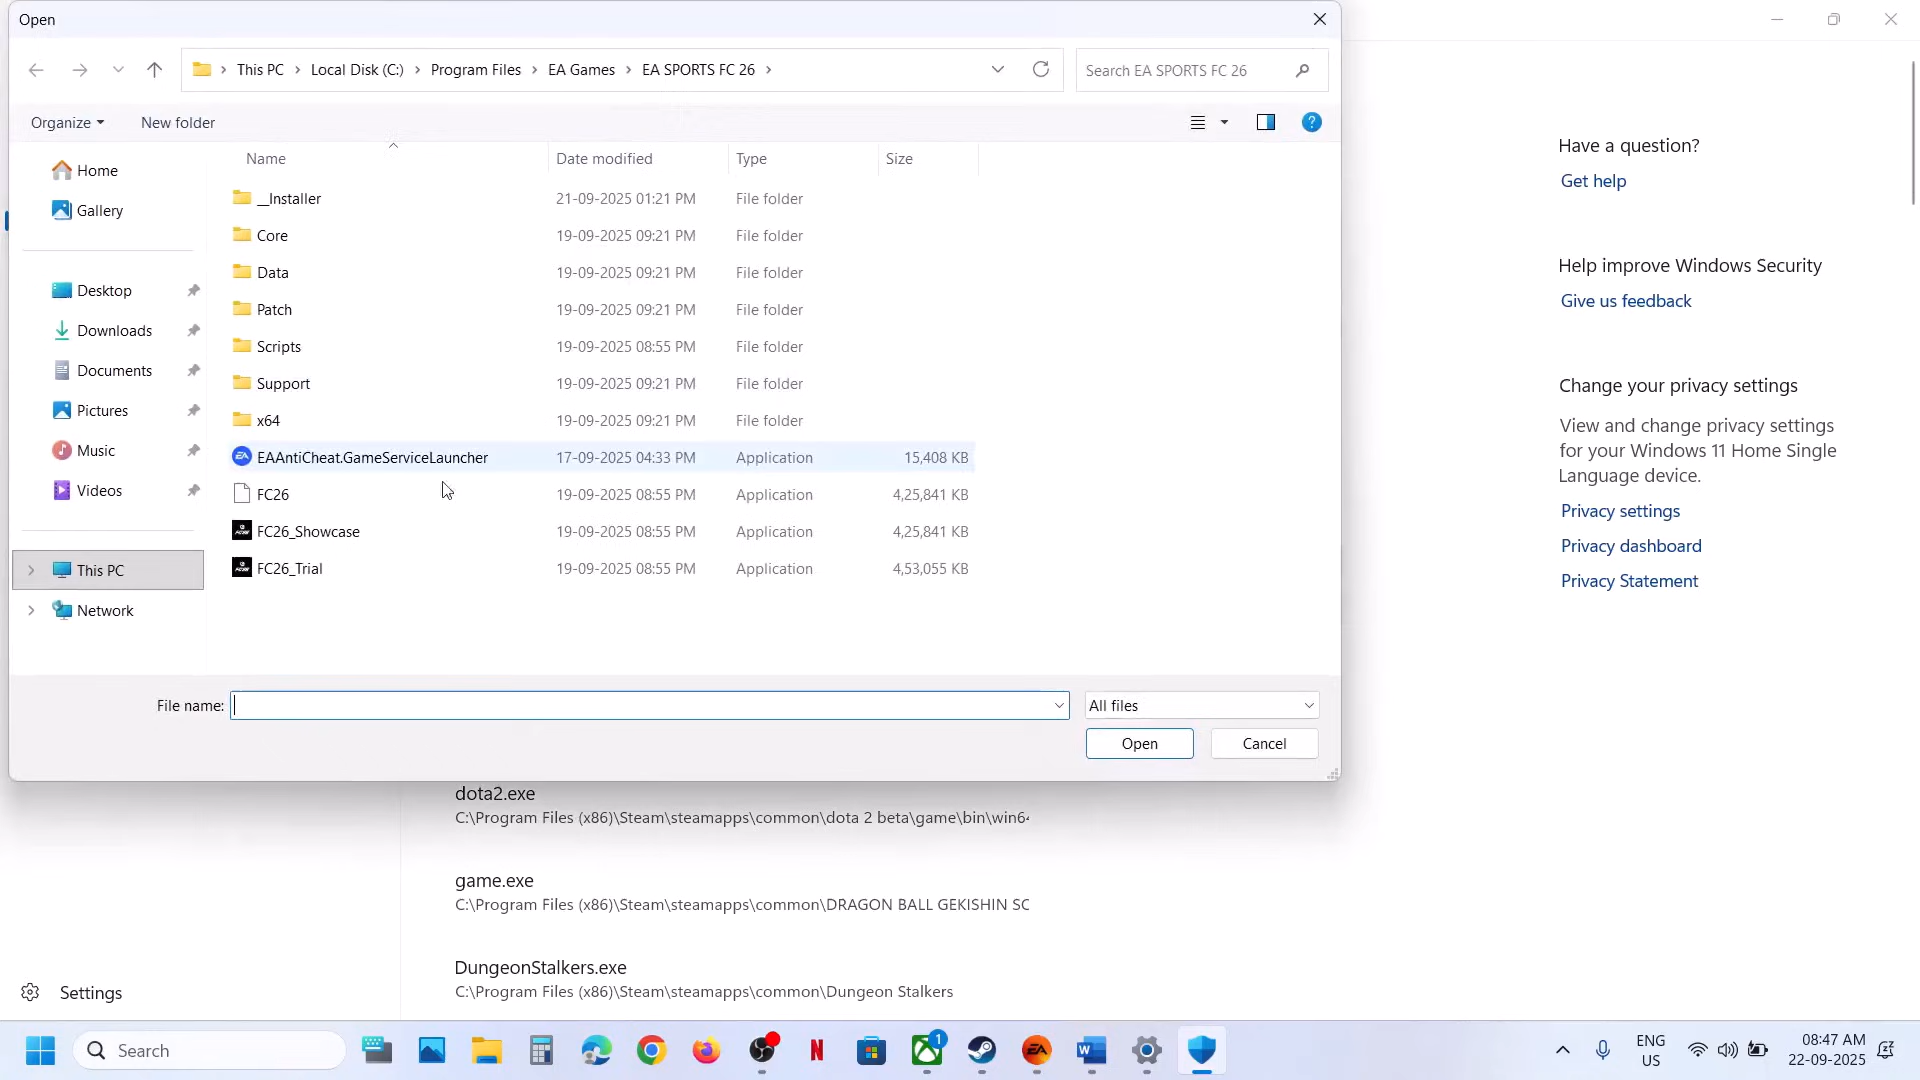 Open
This PC > Local Disk (C:) > Program Files > EA Games > EA SPORTS FC 26 >
Search EA SPORTS FC 26
Organize
New folder
Name
Date modified
Type
Size
Home
Gallery
Desktop
Downloads
Documents
Pictures
Music
Videos
This PC
Network
__Installer 21-09-2025 01:21 PM File folder
Core 19-09-2025 09:21 PM File folder
Data 19-09-2025 09:21 PM File folder
Patch 19-09-2025 09:21 PM File folder
Scripts 19-09-2025 08:55 PM File folder
Support 19-09-2025 09:21 PM File folder
x64 19-09-2025 09:21 PM File folder
EAAntiCheat.GameServiceLauncher 17-09-2025 04:33 PM Application 15,408 KB
FC26 19-09-2025 08:55 PM Application 4,25,841 KB
FC26_Showcase 19-09-2025 08:55 PM Application 4,25,841 KB
FC26_Trial 19-09-2025 08:55 PM Application 4,53,055 KB
File name:
All files
Open
Cancel
Have a question?
Get help
Help improve Windows Security
Give us feedback
Change your privacy settings
View and change privacy settings
for your Windows 11 Home Single
Language device.
Privacy settings
Privacy dashboard
Privacy Statement
dota2.exe
C:\Program Files (x86)\Steam\steamapps\common\dota 2 beta\game\bin\win64
game.exe
C:\Program Files (x86)\Steam\steamapps\common\DRAGON BALL GEKISHIN SC
DungeonStalkers.exe
C:\Program Files (x86)\Steam\steamapps\common\Dungeon Stalkers
Settings
Search
1
ENG
US
08:47 AM
22-09-2025